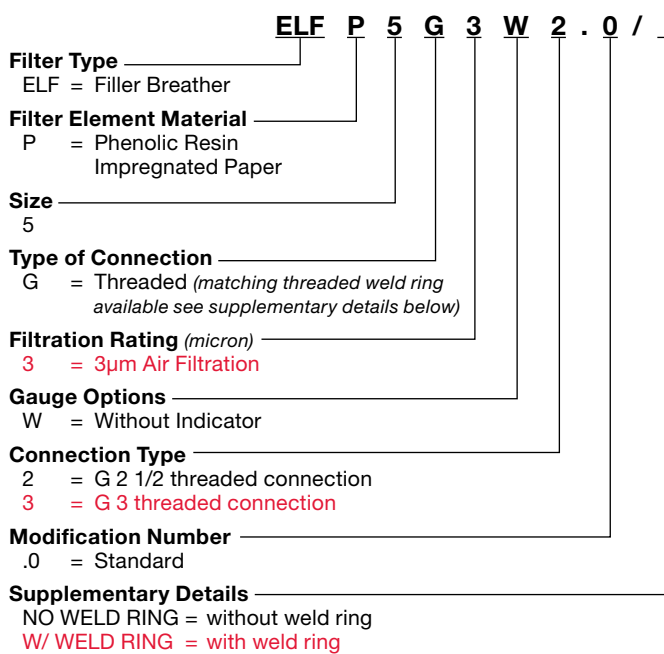 ELF P 5 G 3 W 2 . 0 / _
Filter Type
ELF = Filler Breather
Filter Element Material
P = Phenolic Resin
Impregnated Paper
Size
5
Type of Connection
G = Threaded (matching threaded weld ring
available see supplementary details below)
Filtration Rating (micron)
3 = 3µm Air Filtration
Gauge Options
W = Without Indicator
Connection Type
2 = G 2 1/2 threaded connection
3 = G 3 threaded connection
Modification Number
.0 = Standard
Supplementary Details
NO WELD RING = without weld ring
W/ WELD RING = with weld ring